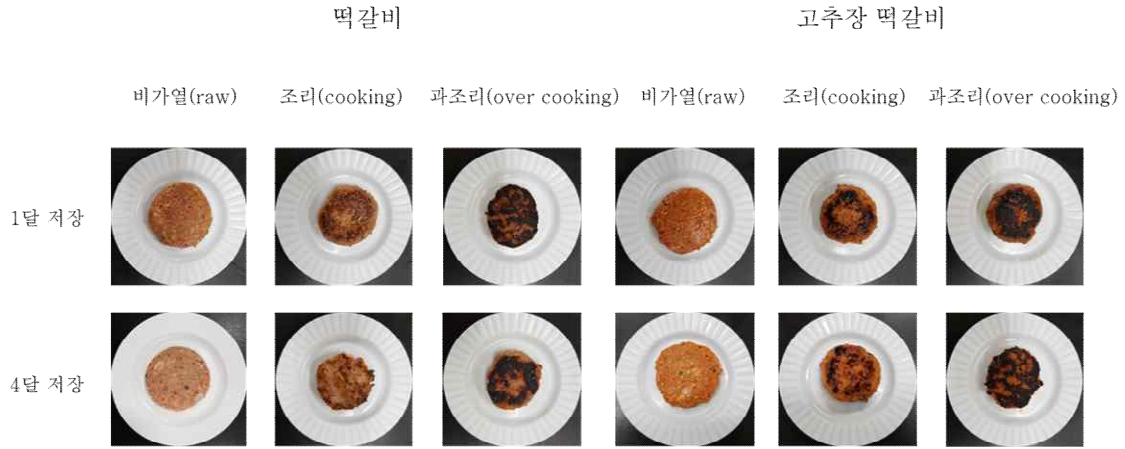 떡갈비 고추장 떡갈비
비가열(raw) 조리(cooking) 과조리(over cooking) 비가열(raw) 조리(cooking) 과조리(over cooking)
1달 저장
4달 저장